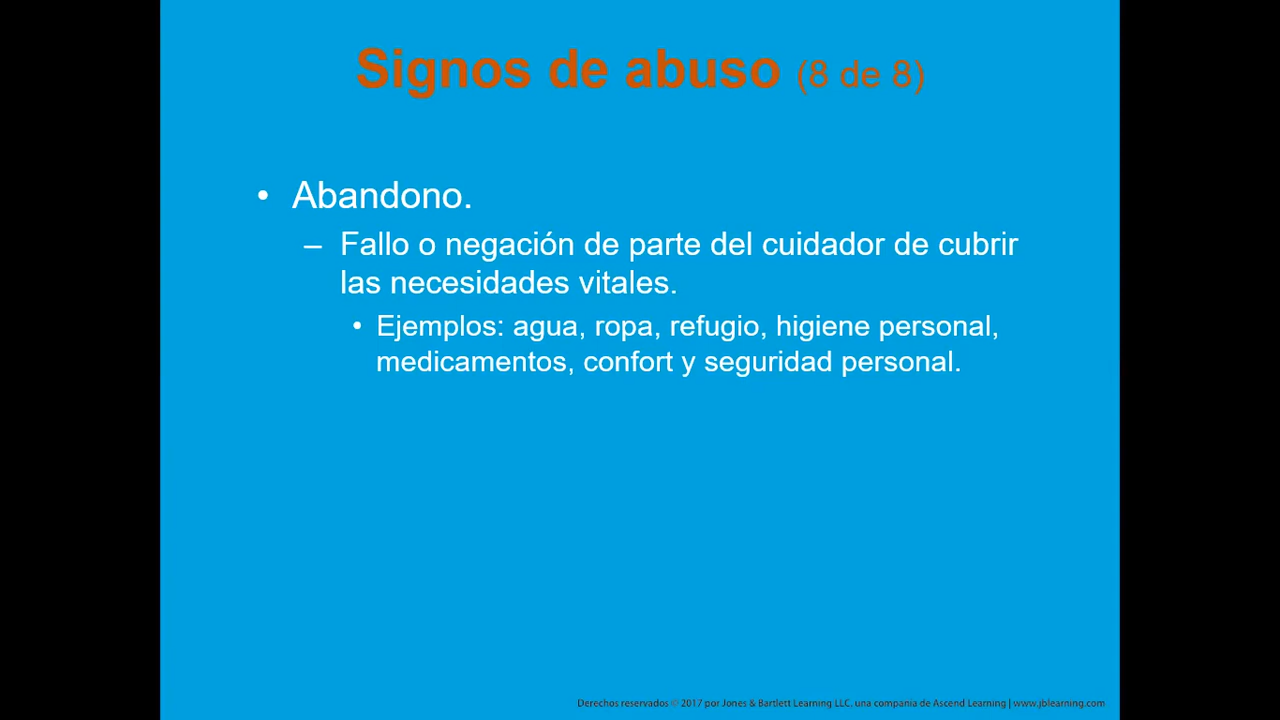 Signos de abuso (8 de 8)
• Abandono.
– Fallo o negación de parte del cuidador de cubrir
las necesidades vitales.
• Ejemplos: agua, ropa, refugio, higiene personal,
medicamentos, confort y seguridad personal.
Derechos reservados © 2017 por Jones & Bartlett Learning LLC, una compañía de Ascend Learning | www.jblearning.com